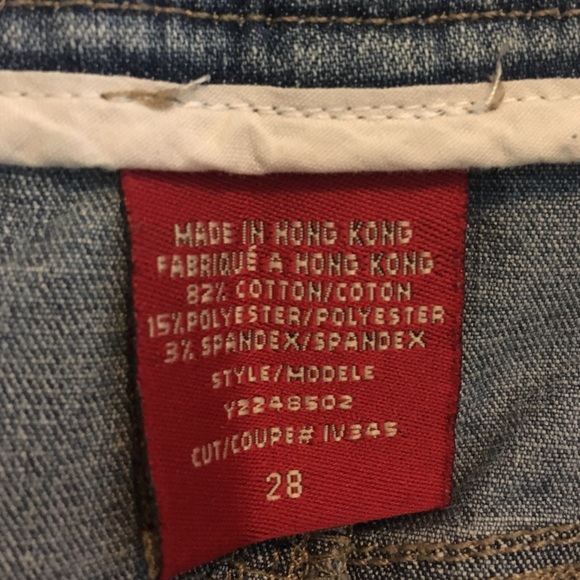 MADE IN HONG KONG
FABRIQUÉ A HONG KONG
82% COTTON/COTON
15%POLYESTER/POLYESTER
3% SPANDEX/SPANDEX
STYLE/MODELE
Y2248502
CUT/COUPE# IV345
28